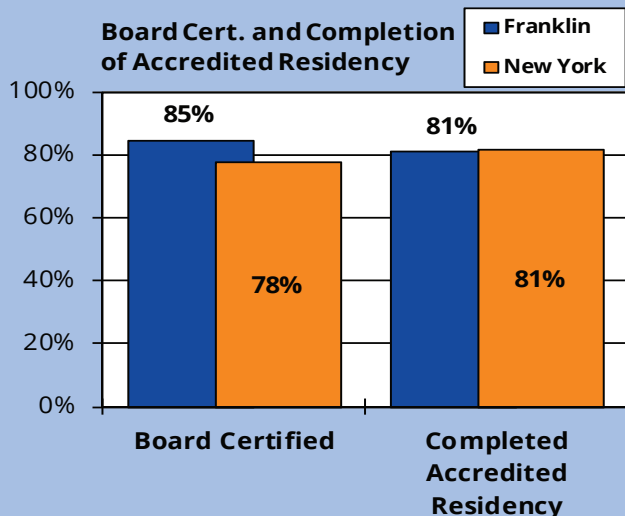 Board Cert. and Completion
of Accredited Residency
Franklin
New York
100%
80%
60%
40%
20%
0%
85%
78%
81%
81%
Board Certified
Completed
Accredited
Residency